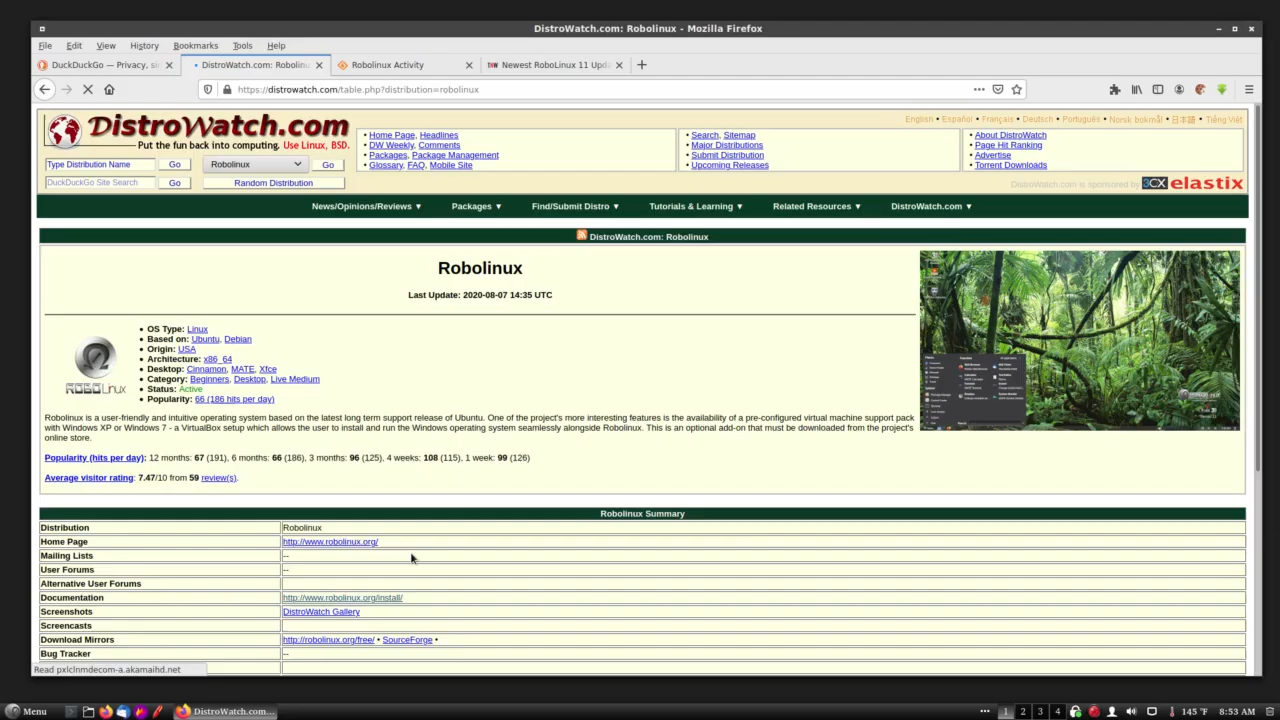 DistroWatch.com: Robolinux - Mozilla Firefox
File Edit View History Bookmarks Tools Help
DuckDuckGo — Privacy, si
DistroWatch.com: Robolinu
Robolinux Activity
Newest RoboLinux 11 Upda
https://distrowatch.com/table.php?distribution=robolinux
DistroWatch.com
Put the fun back into computing. Use Linux, BSD.
English · Español · Français · Deutsch · Português · Norsk bokmål · 日本語 · Tiếng Việt
• Home Page, Headlines
• DW Weekly, Comments
• Packages, Package Management
• Glossary, FAQ, Mobile Site
• Search, Sitemap
• Major Distributions
• Submit Distribution
• Upcoming Releases
• About DistroWatch
• Page Hit Ranking
• Advertise
• Torrent Downloads
Type Distribution Name Go Robolinux Go
DuckDuckGo Site Search Go Random Distribution
DistroWatch.com is sponsored by 3CX elastix
News/Opinions/Reviews ▼ Packages ▼ Find/Submit Distro ▼ Tutorials & Learning ▼ Related Resources ▼ DistroWatch.com ▼
DistroWatch.com: Robolinux
Robolinux
Last Update: 2020-08-07 14:35 UTC
ROBOLinux
• OS Type: Linux
• Based on: Ubuntu, Debian
• Origin: USA
• Architecture: x86_64
• Desktop: Cinnamon, MATE, Xfce
• Category: Beginners, Desktop, Live Medium
• Status: Active
• Popularity: 66 (186 hits per day)
Robolinux is a user-friendly and intuitive operating system based on the latest long term support release of Ubuntu. One of the project's more interesting features is the availability of a pre-configured virtual machine support pack
with Windows XP or Windows 7 - a VirtualBox setup which allows the user to install and run the Windows operating system seamlessly alongside Robolinux. This is an optional add-on that must be downloaded from the project's
online store.
Popularity (hits per day): 12 months: 67 (191), 6 months: 66 (186), 3 months: 96 (125), 4 weeks: 108 (115), 1 week: 99 (126)
Average visitor rating: 7.47/10 from 59 review(s).
Robolinux Summary
Distribution Robolinux
Home Page http://www.robolinux.org/
Mailing Lists --
User Forums --
Alternative User Forums
Documentation http://www.robolinux.org/install/
Screenshots DistroWatch Gallery
Screencasts
Download Mirrors http://robolinux.org/free/ • SourceForge •
Bug Tracker --
Read pxlclnmdecom-a.akamaihd.net
Menu DistroWatch.com... 1 2 3 4 145 °F 8:53 AM